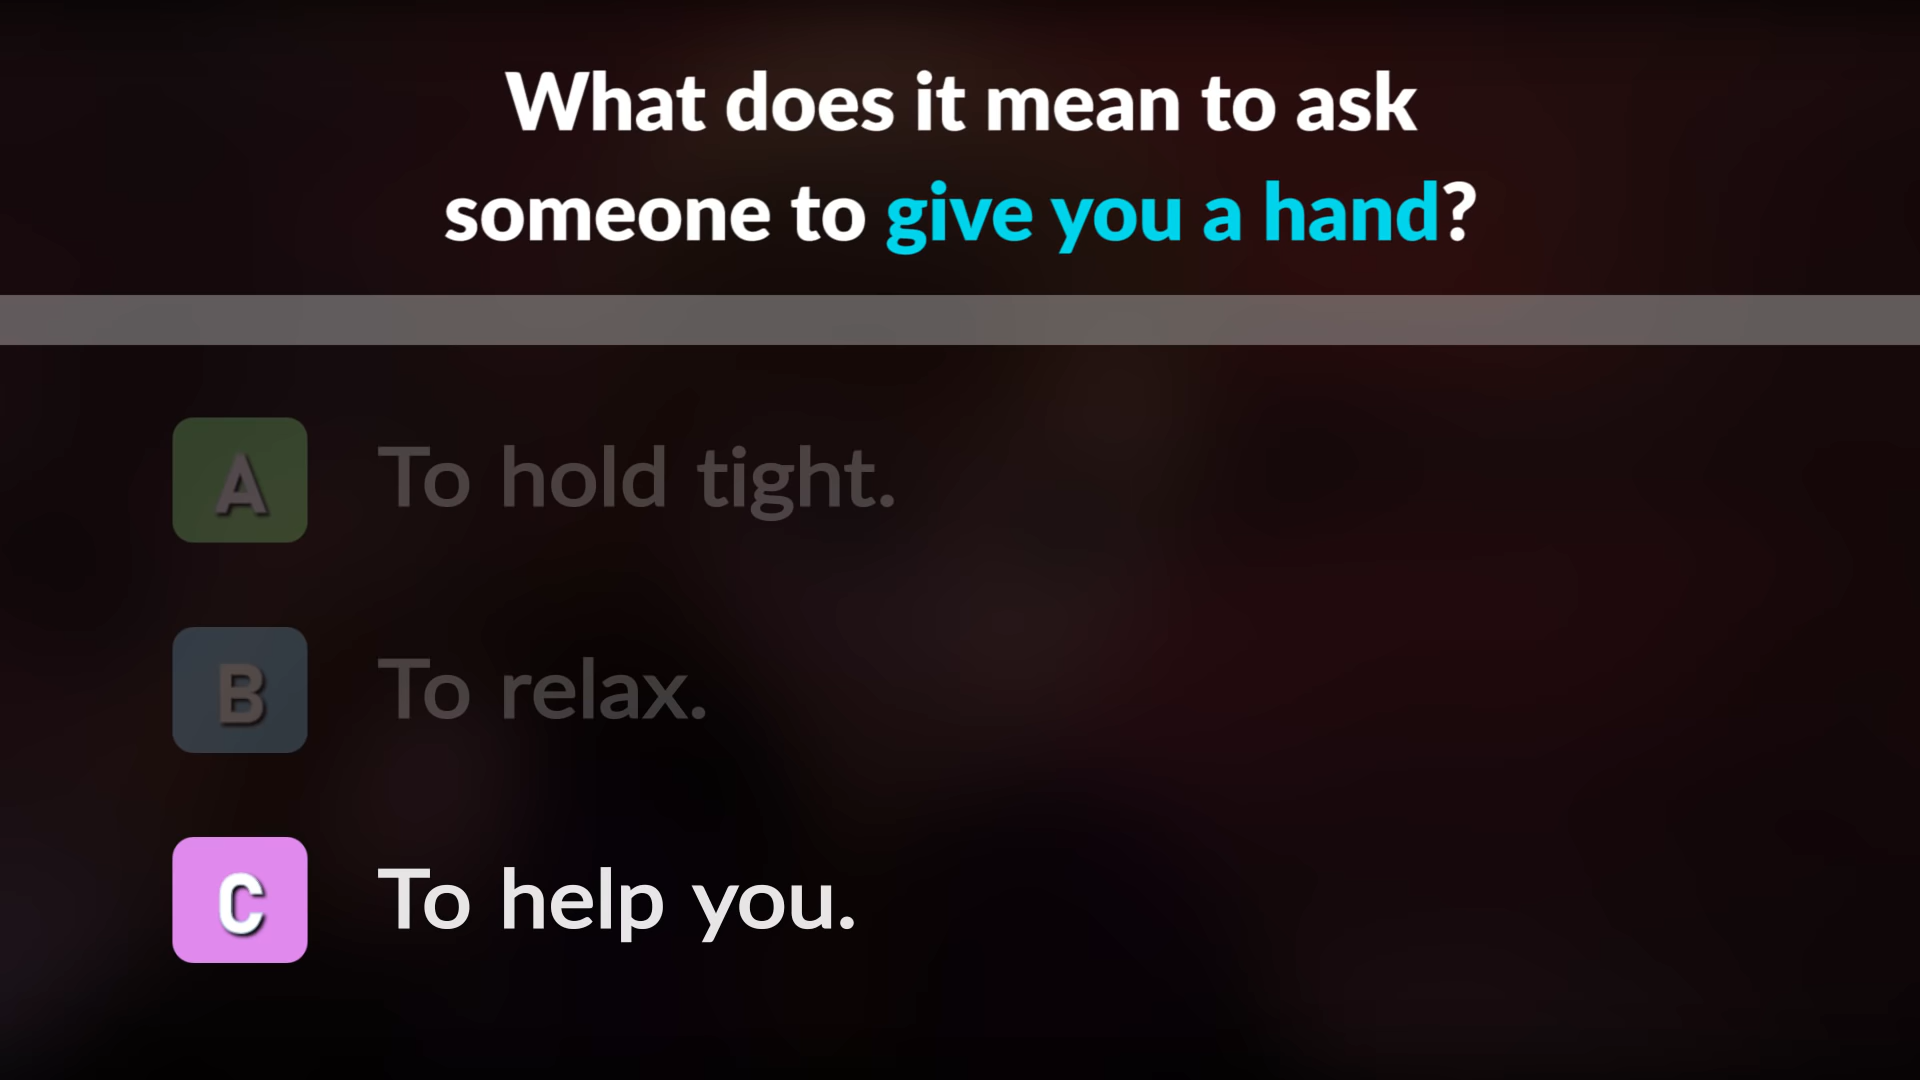 What does it mean to ask
someone to give you a hand?
A To hold tight.
B To relax.
C To help you.